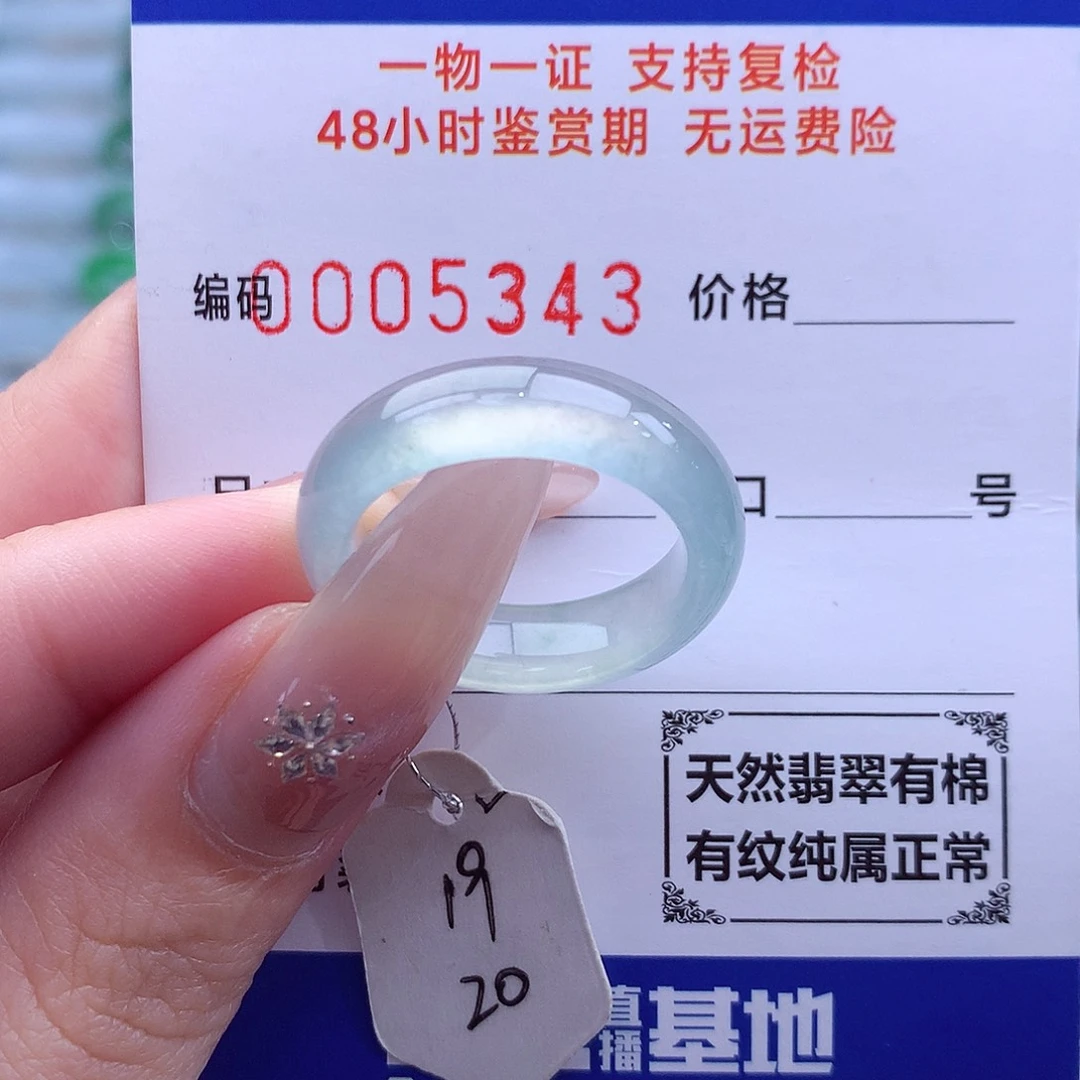 一物一证 支持复检
48小时鉴赏期 无运费险
编码0005343 价格
口 号
天然翡翠有棉
有纹纯属正常
19
20
直播基地